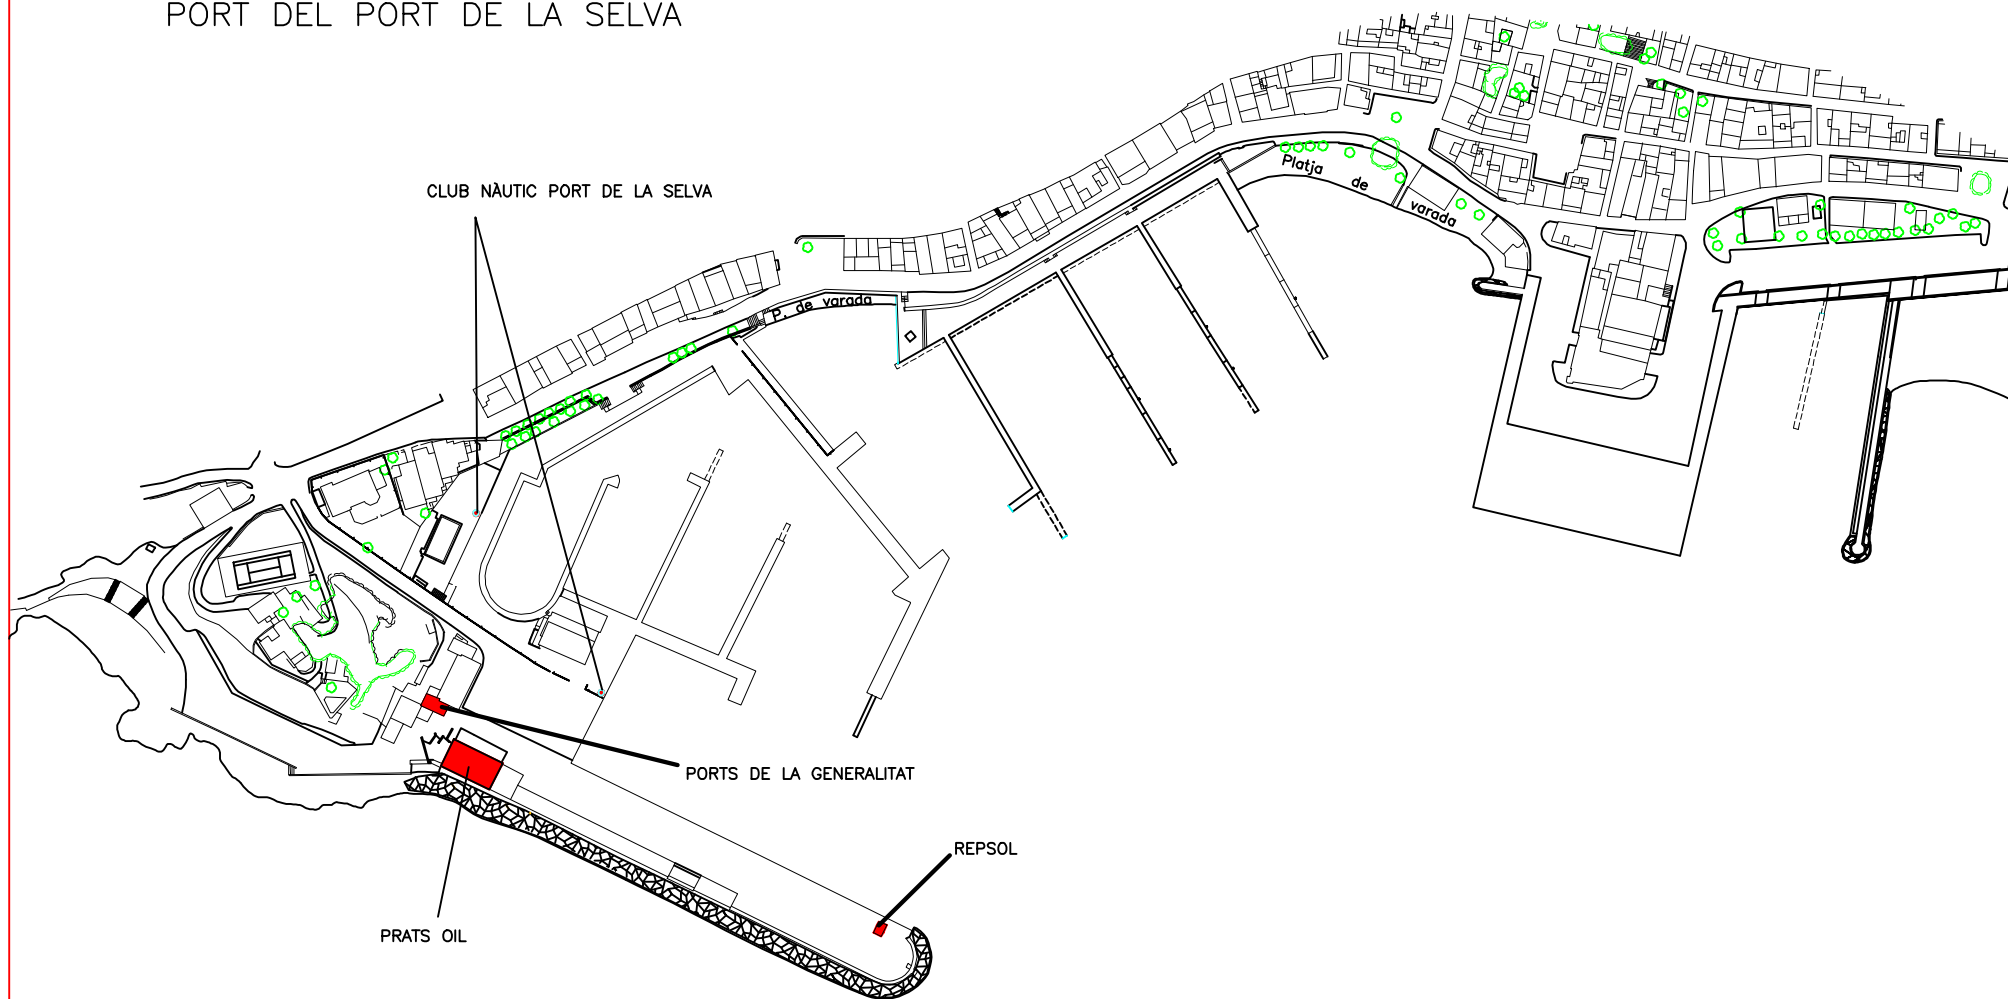 PORT DEL PORT DE LA SELVA
CLUB NÀUTIC PORT DE LA SELVA
Platja de varada
P. de varada
PORTS DE LA GENERALITAT
REPSOL
PRATS OIL